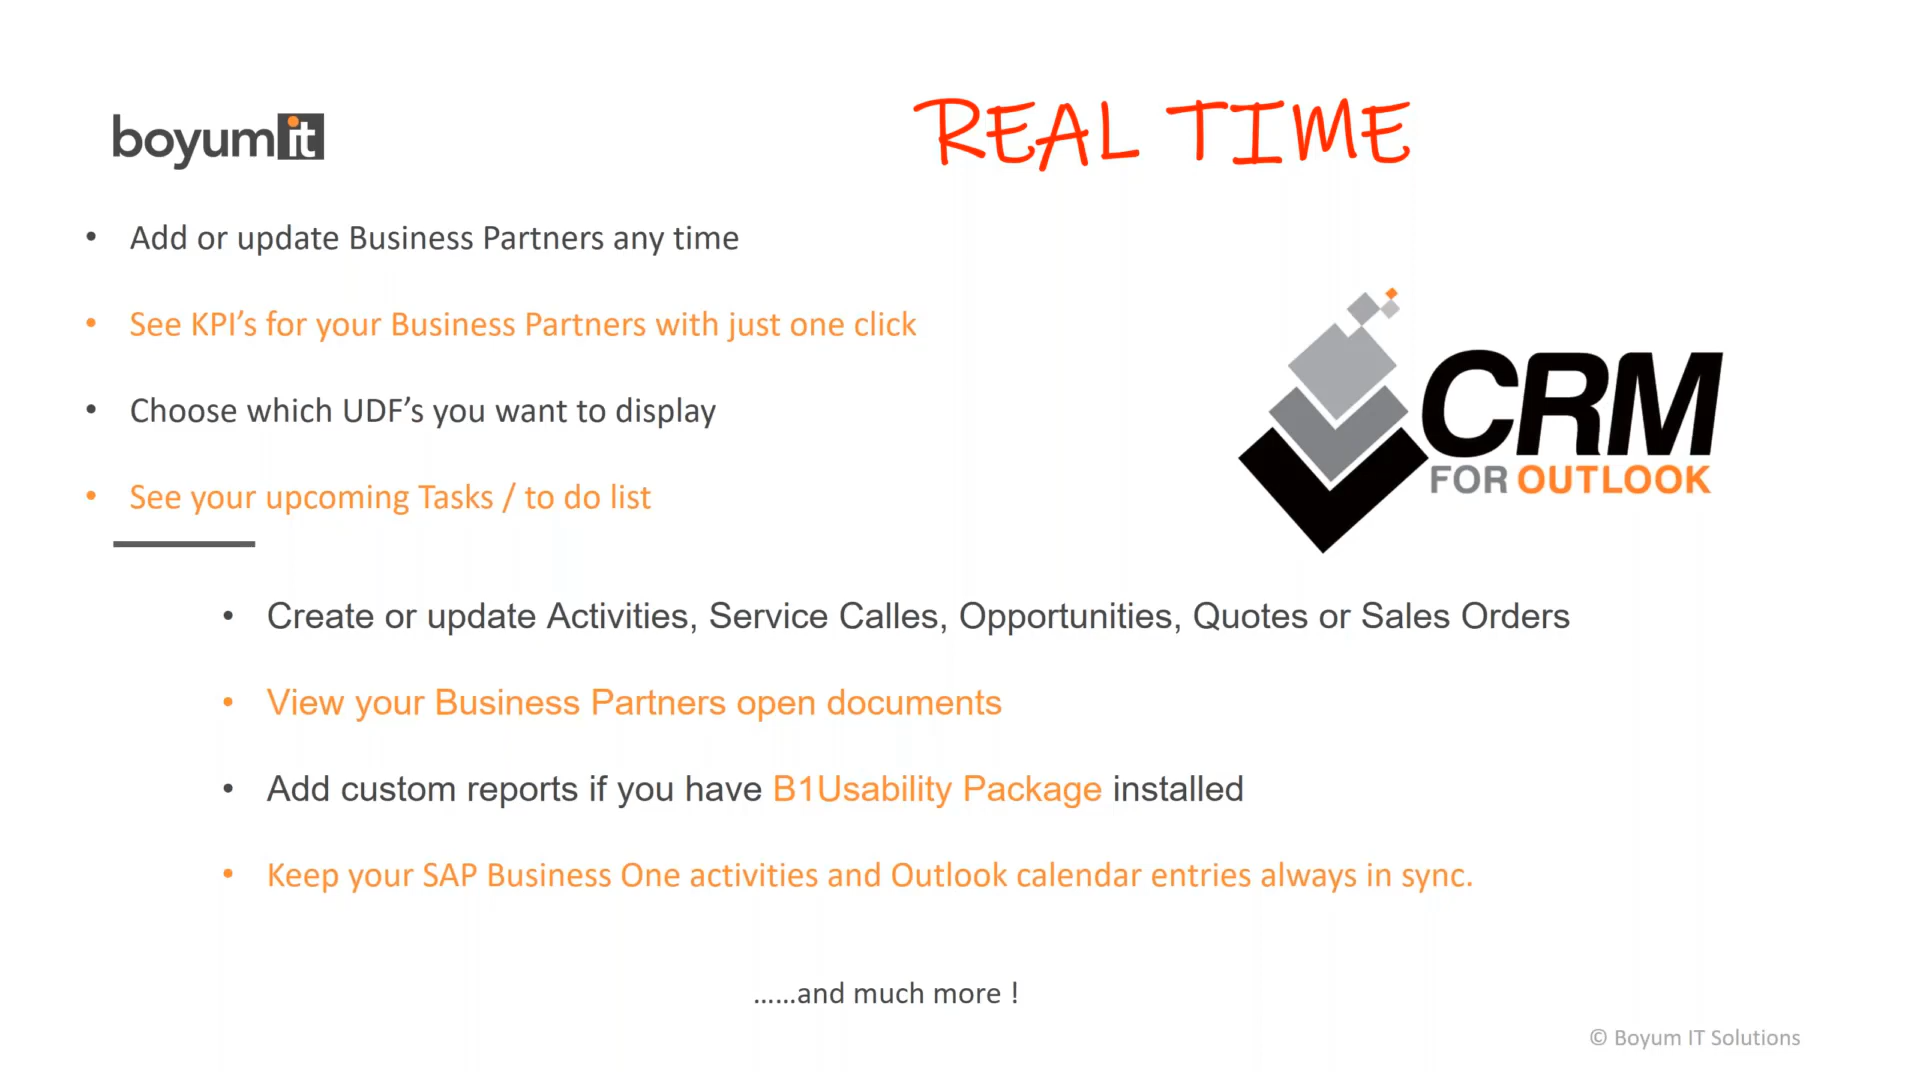 boyumit
REAL TIME
• Add or update Business Partners any time
• See KPI’s for your Business Partners with just one click
• Choose which UDF’s you want to display
• See your upcoming Tasks / to do list
CRM
FOR OUTLOOK
• Create or update Activities, Service Calles, Opportunities, Quotes or Sales Orders
• View your Business Partners open documents
• Add custom reports if you have B1Usability Package installed
• Keep your SAP Business One activities and Outlook calendar entries always in sync.
......and much more !
© Boyum IT Solutions